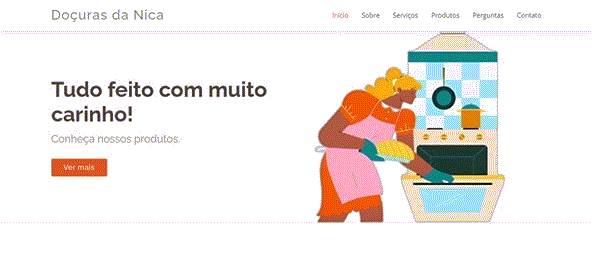 Doçuras da Nica
Início Sobre Serviços Produtos Perguntas Contato
Tudo feito com muito
carinho!
Conheça nossos produtos.
Ver mais